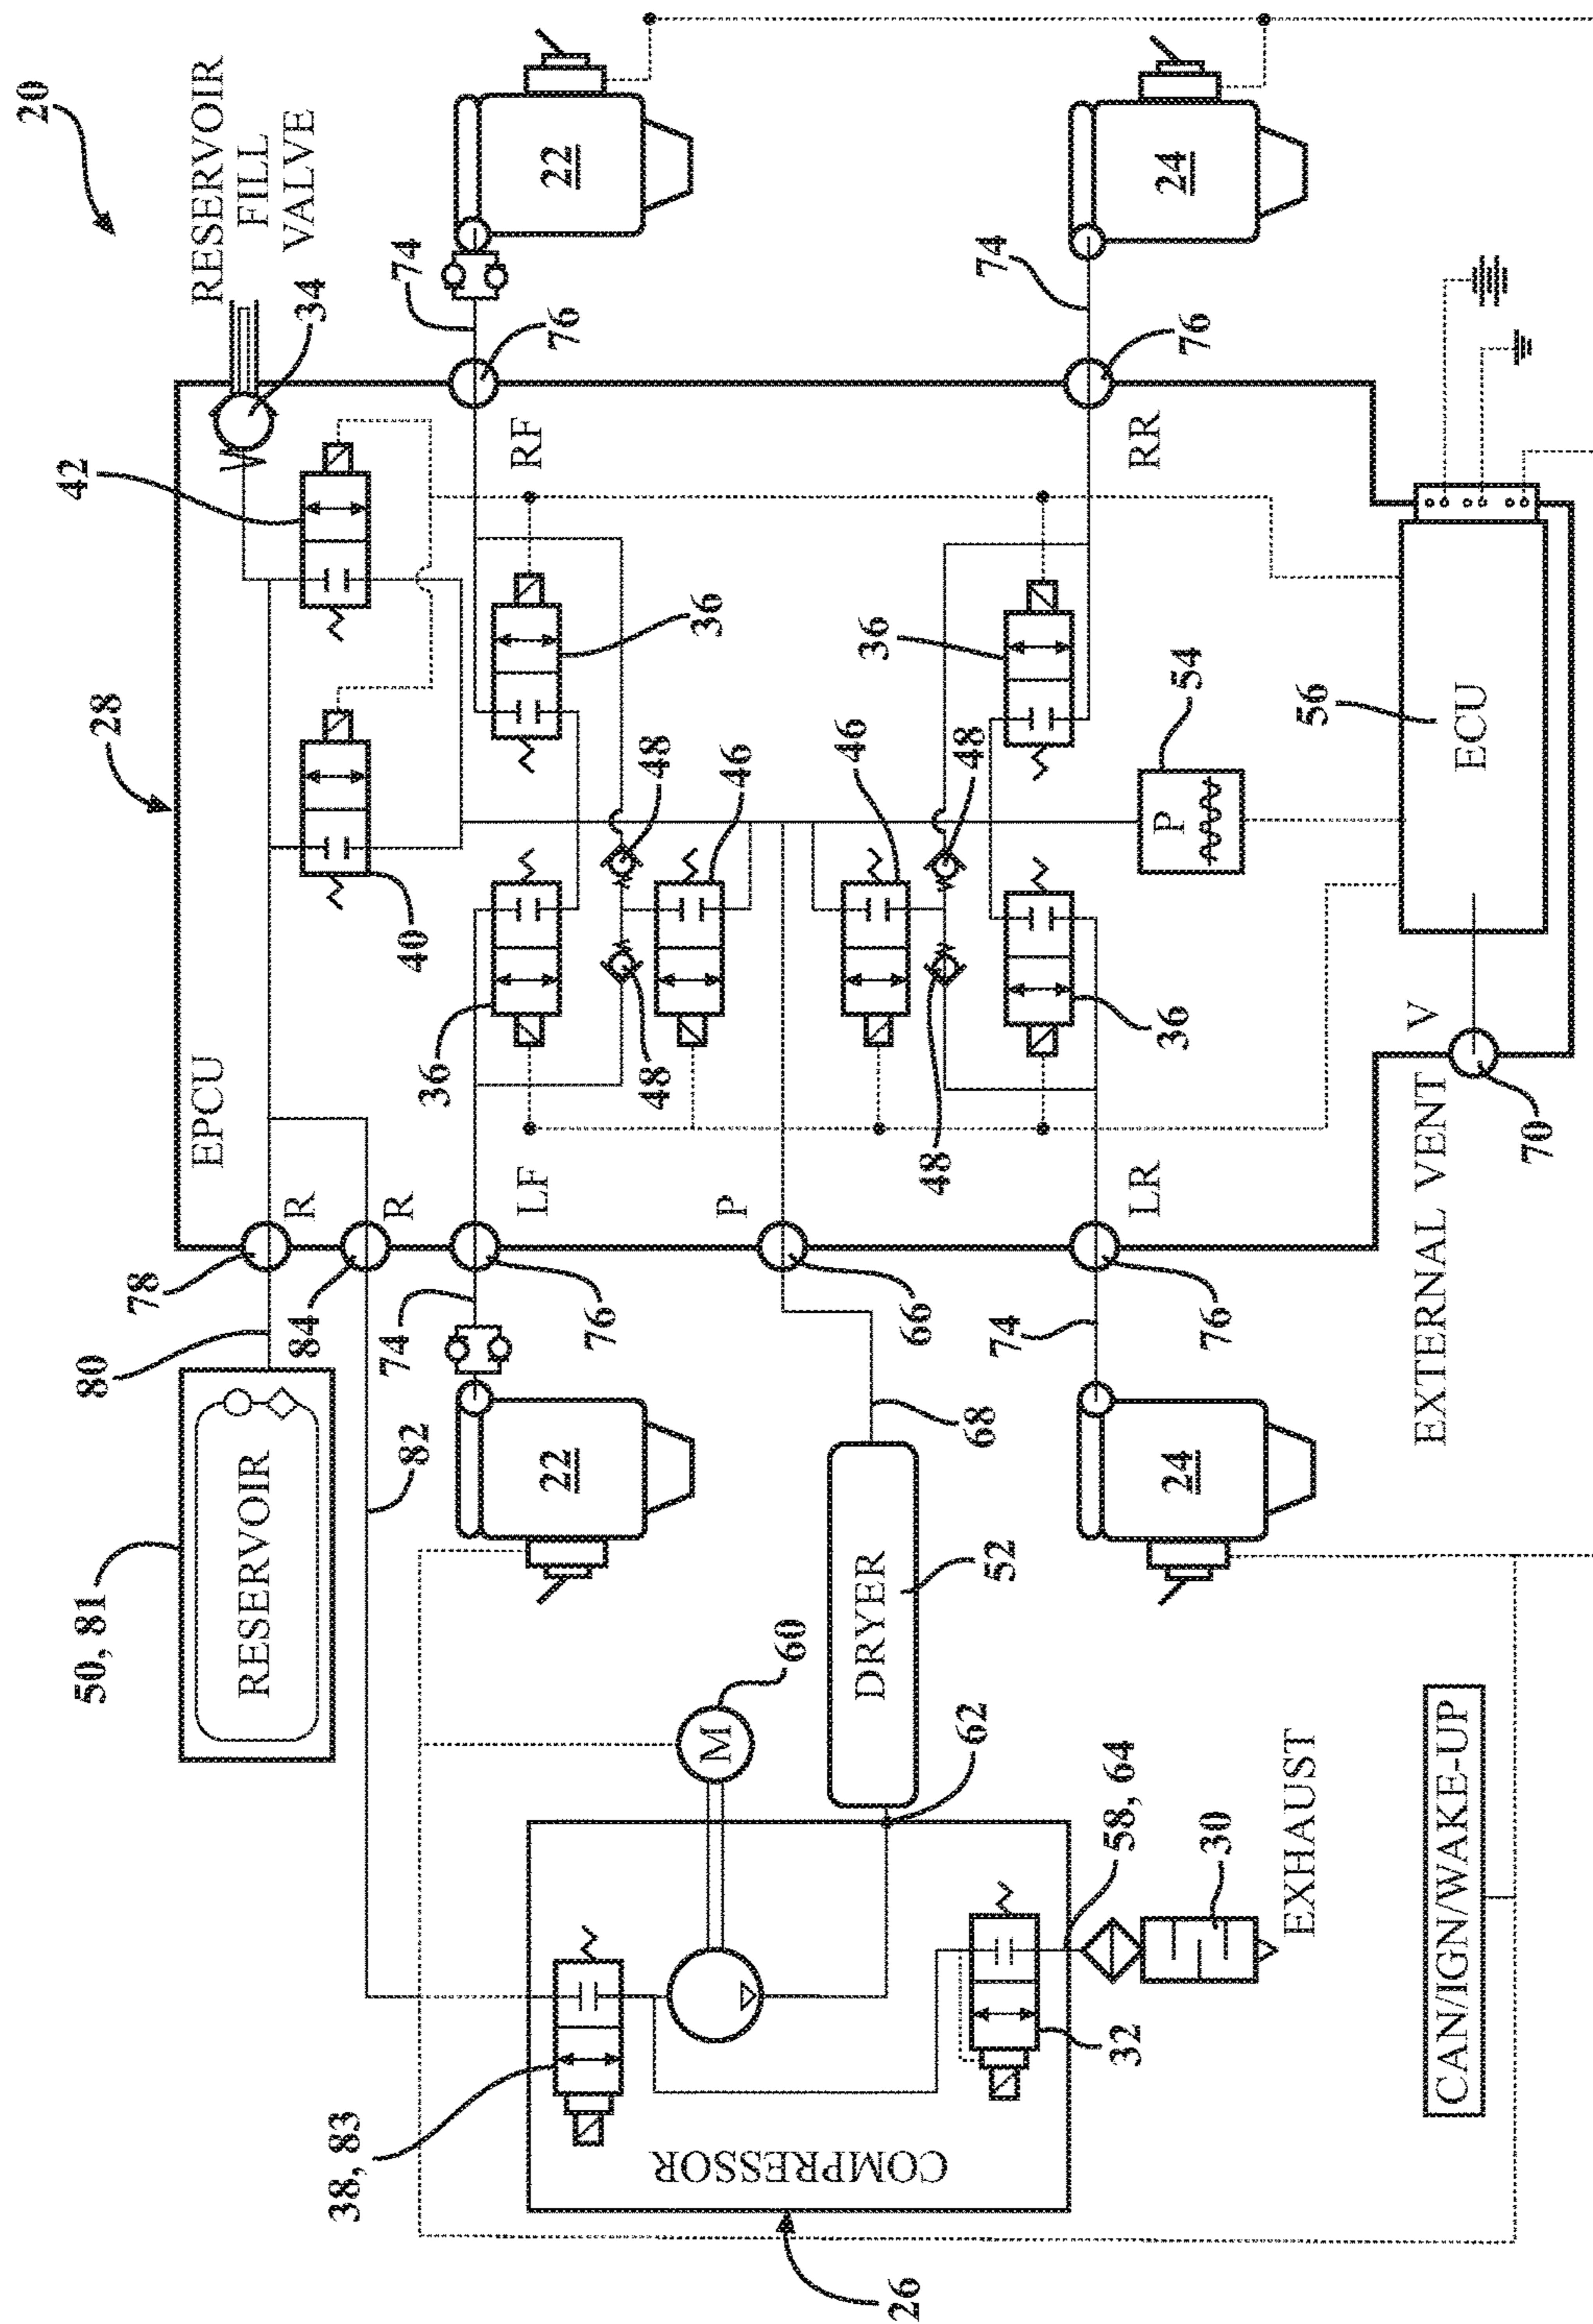 20
RESERVOIR
FILL
VALVE
50, 81
80
78
28
42
34
EPCU
RESERVOIR
R
84
R
38, 83
82
74
40
74
36
LF
RF
76
22
22
76
48
36
COMPRESSOR
M
60
P
48
46
26
66
DRYER
68
62
52
46
36
48
48
58, 64
32
30
74
LR
RR
74
36
54
P
76
24
24
76
EXHAUST
56
EXTERNAL VENT
V
ECU
CAN/IGN/WAKE-UP
70